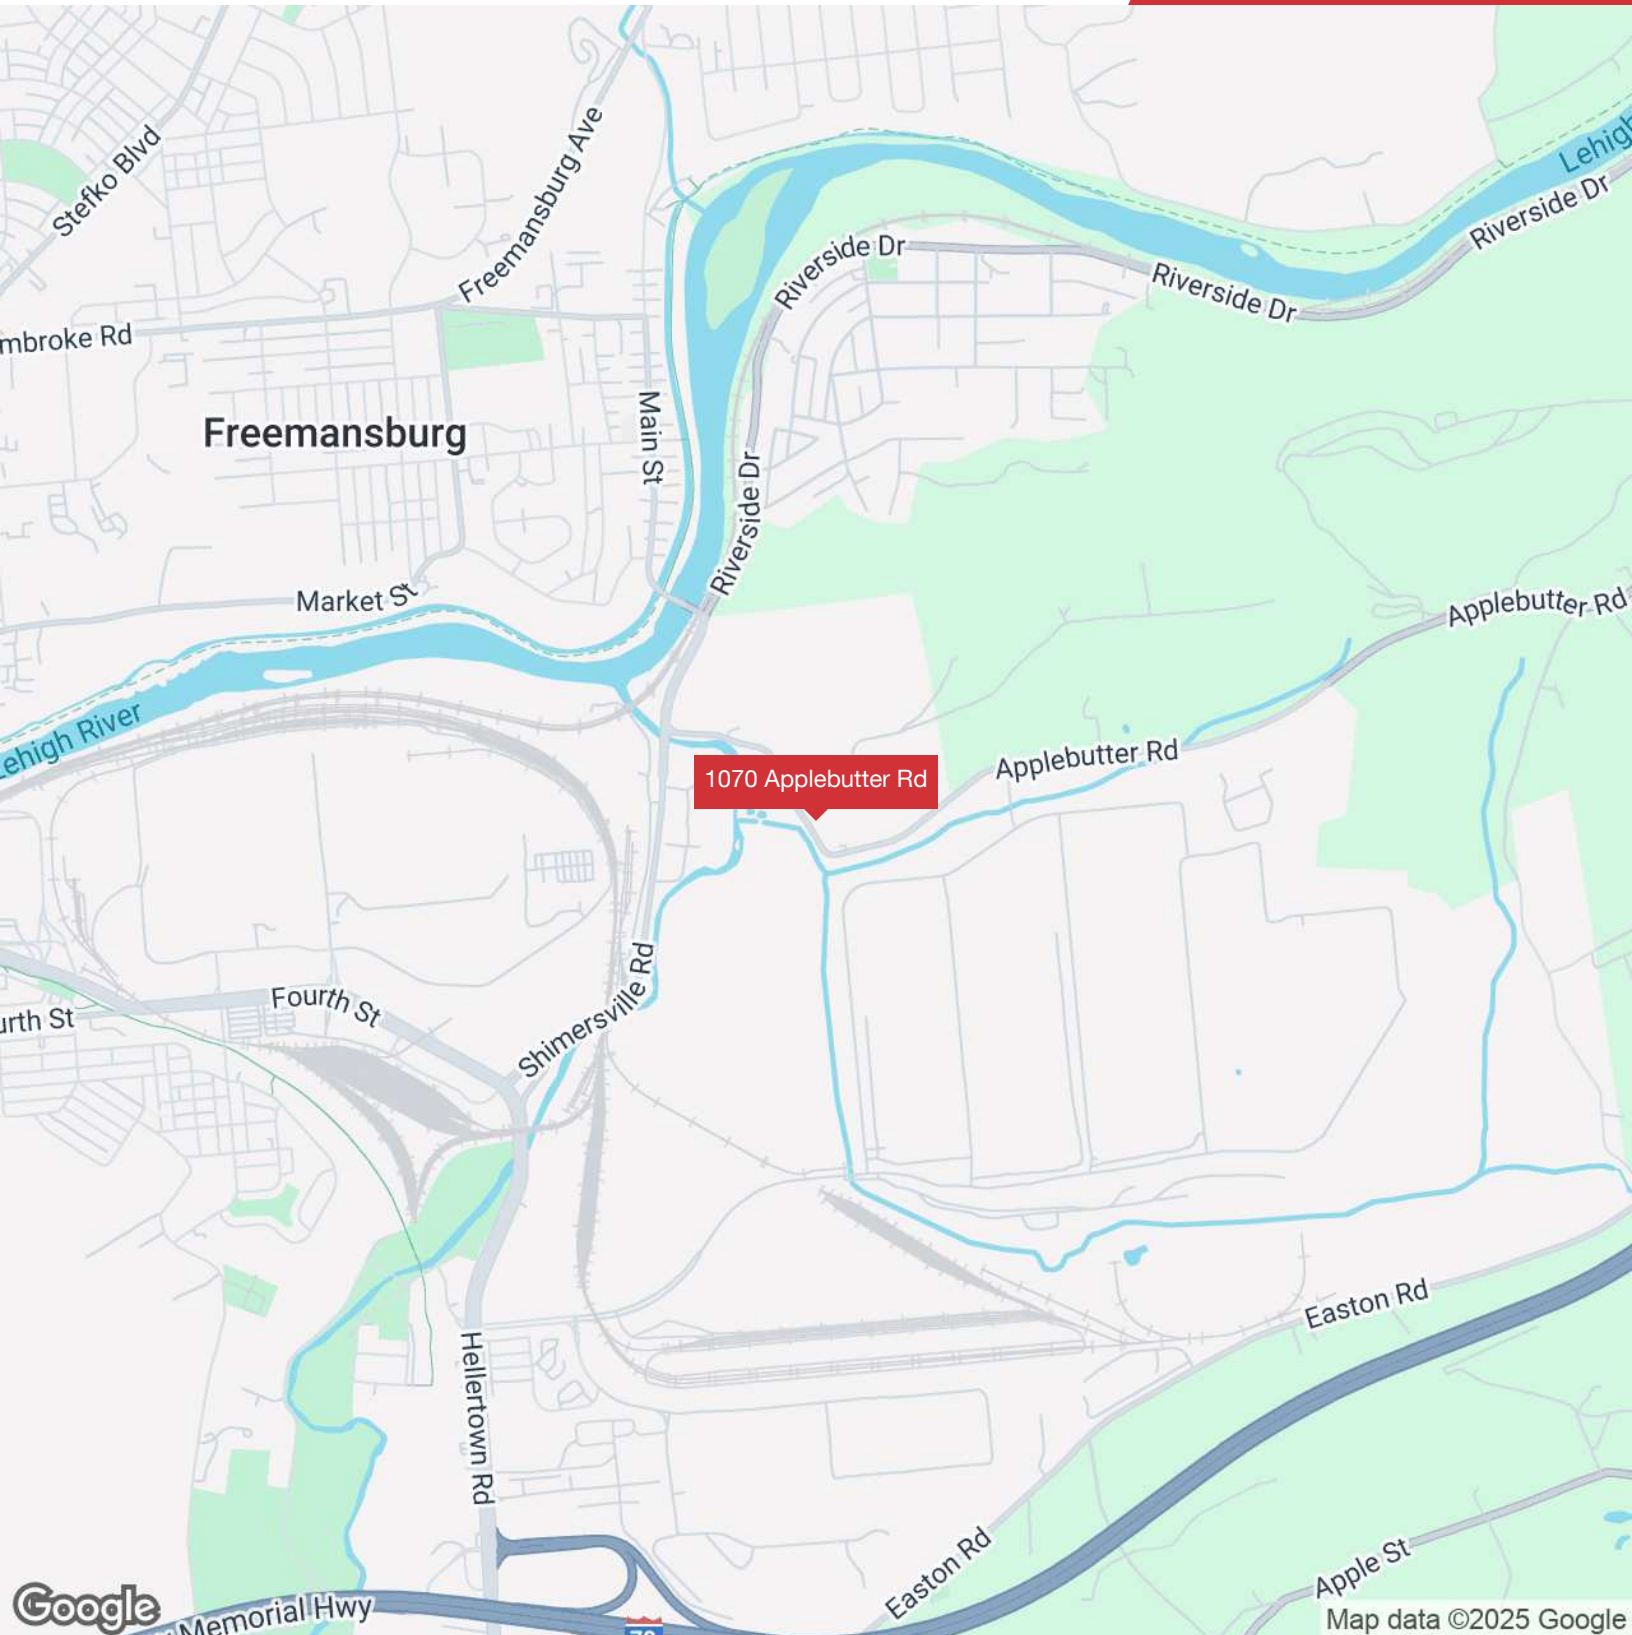 Stefko Blvd
Freemansburg Ave
Lehigh
Riverside Dr
Riverside Dr
Riverside Dr
mbroke Rd
Freemansburg
Main St
Riverside Dr
Market St
Applebutter Rd
Lehigh River
Applebutter Rd
1070 Applebutter Rd
Fourth St
urth St
Shimersville Rd
Easton Rd
Hellertown Rd
Easton Rd
Apple St
Google
Memorial Hwy
78
Map data ©2025 Google